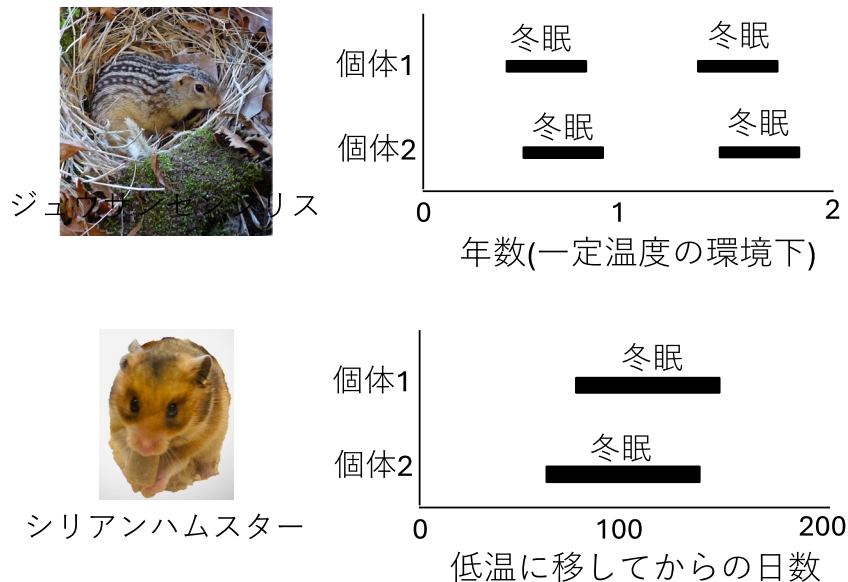 冬眠 冬眠
個体1
冬眠 冬眠
個体2
ジュウサンセンジリス
0 1 2
年数(一定温度の環境下)
冬眠
個体1
冬眠
個体2
シリアンハムスター
0 100 200
低温に移してからの日数